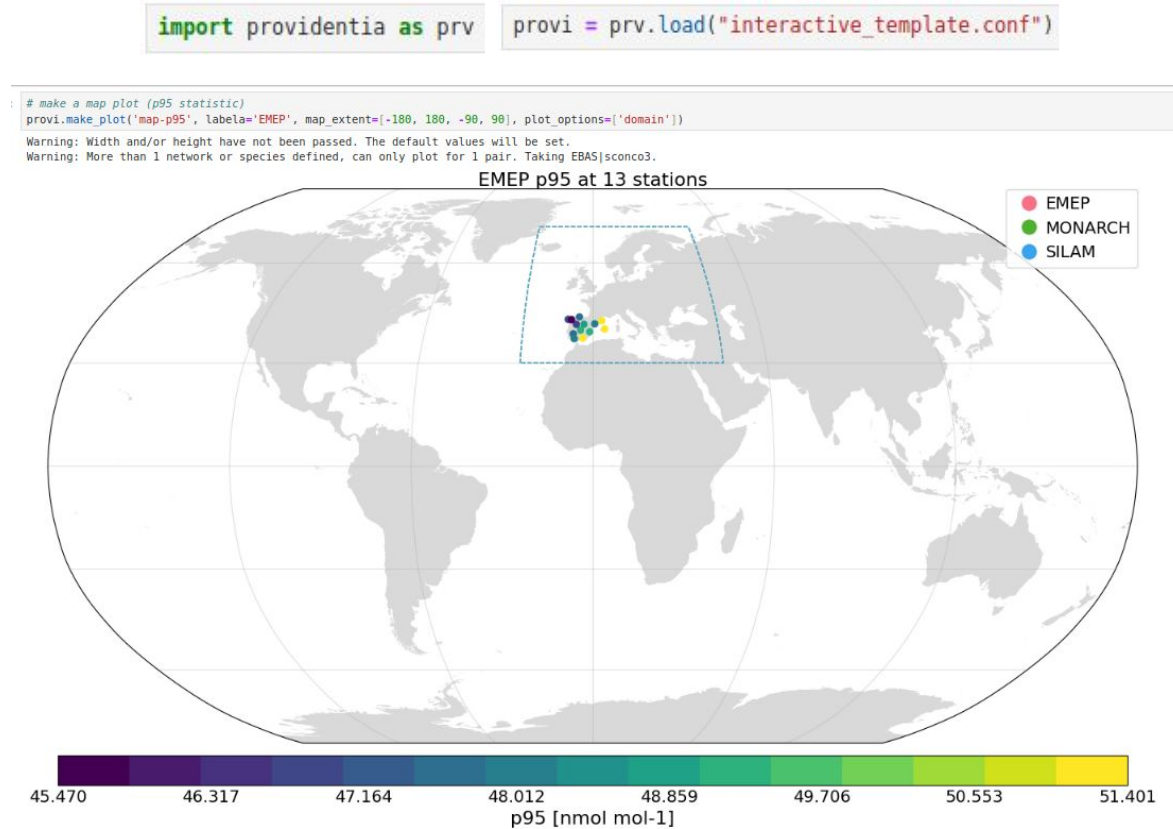 import providentia as prv
provi = prv.load("interactive_template.conf")
# make a map plot (p95 statistic)
provi.make_plot('map-p95', labela='EMEP', map_extent=[-180, 180, -90, 90], plot_options=['domain'])
Warning: Width and/or height have not been passed. The default values will be set.
Warning: More than 1 network or species defined, can only plot for 1 pair. Taking EBAS|sconco3.
EMEP p95 at 13 stations
EMEP
MONARCH
SILAM
45.470 46.317 47.164 48.012 48.859 49.706 50.553 51.401
p95 [nmol mol-1]